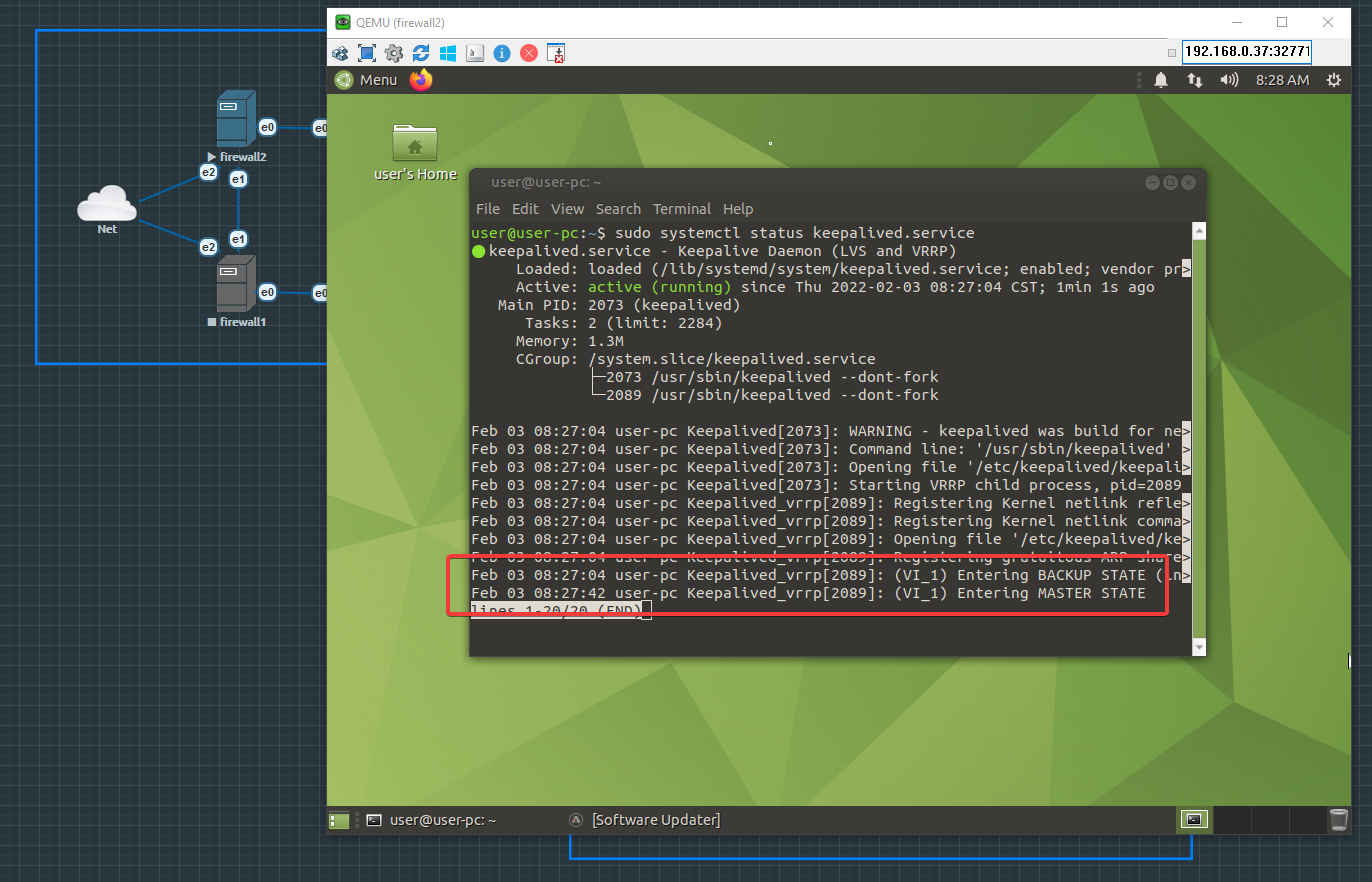 QEMU (firewall2)
192.168.0.37:32771
Menu
8:28 AM
e0
e0
firewall2
e2
e1
Net
e1
e2
e0
e0
firewall1
user's Home
user@user-pc: ~
File Edit View Search Terminal Help
user@user-pc:~$ sudo systemctl status keepalived.service
keepalived.service - Keepalive Daemon (LVS and VRRP)
Loaded: loaded (/lib/systemd/system/keepalived.service; enabled; vendor pr>
Active: active (running) since Thu 2022-02-03 08:27:04 CST; 1min 1s ago
Main PID: 2073 (keepalived)
Tasks: 2 (limit: 2284)
Memory: 1.3M
CGroup: /system.slice/keepalived.service
├─2073 /usr/sbin/keepalived --dont-fork
└─2089 /usr/sbin/keepalived --dont-fork
Feb 03 08:27:04 user-pc Keepalived[2073]: WARNING - keepalived was build for ne>
Feb 03 08:27:04 user-pc Keepalived[2073]: Command line: '/usr/sbin/keepalived' >
Feb 03 08:27:04 user-pc Keepalived[2073]: Opening file '/etc/keepalived/keepali>
Feb 03 08:27:04 user-pc Keepalived[2073]: Starting VRRP child process, pid=2089
Feb 03 08:27:04 user-pc Keepalived_vrrp[2089]: Registering Kernel netlink refle>
Feb 03 08:27:04 user-pc Keepalived_vrrp[2089]: Registering Kernel netlink comma>
Feb 03 08:27:04 user-pc Keepalived_vrrp[2089]: Opening file '/etc/keepalived/ke>
Feb 03 08:27:04 user-pc Keepalived_vrrp[2089]: Registering gratuitous ARP share>
Feb 03 08:27:04 user-pc Keepalived_vrrp[2089]: (VI_1) Entering BACKUP STATE (in>
Feb 03 08:27:42 user-pc Keepalived_vrrp[2089]: (VI_1) Entering MASTER STATE
lines 1-20/20 (END)
user@user-pc: ~
[Software Updater]